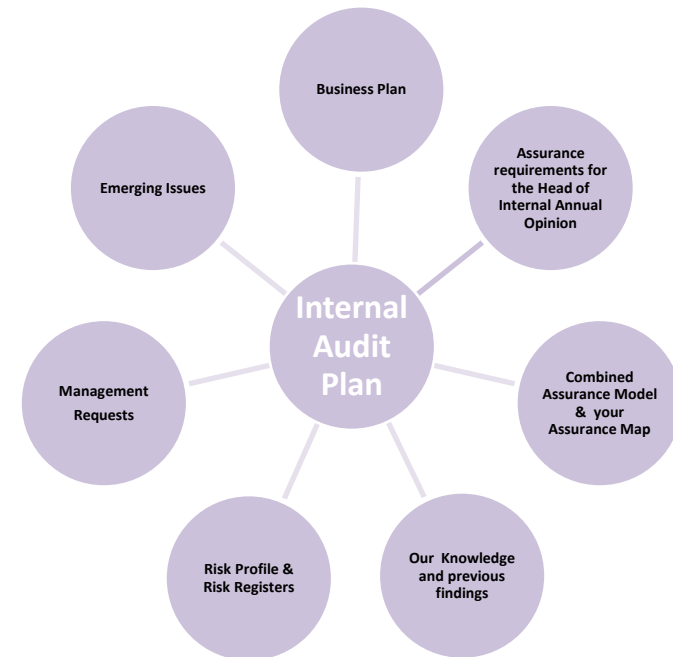 Business Plan
Assurance
requirements for
the Head of
Internal Annual
Opinion
Combined
Assurance Model
& your
Assurance Map
Our Knowledge
and previous
findings
Risk Profile &
Risk Registers
Management
Requests
Emerging Issues
Internal
Audit
Plan